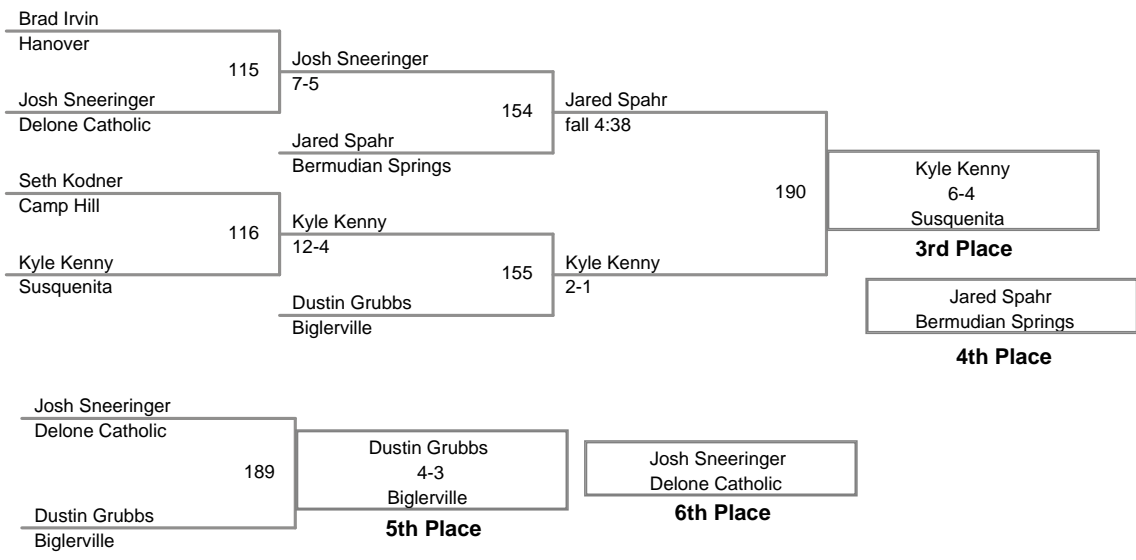 Brad Irvin
Hanover
115
Josh Sneeringer
7-5
Josh Sneeringer
Delone Catholic
154
Jared Spahr
fall 4:38
Jared Spahr
Bermudian Springs
Seth Kodner
Camp Hill
190
Kyle Kenny
6-4
Susquenita
3rd Place
116
Kyle Kenny
12-4
Kyle Kenny
Susquenita
155
Kyle Kenny
2-1
Dustin Grubbs
Biglerville
Jared Spahr
Bermudian Springs
4th Place
Josh Sneeringer
Delone Catholic
189
Dustin Grubbs
4-3
Biglerville
5th Place
Josh Sneeringer
Delone Catholic
6th Place
Dustin Grubbs
Biglerville